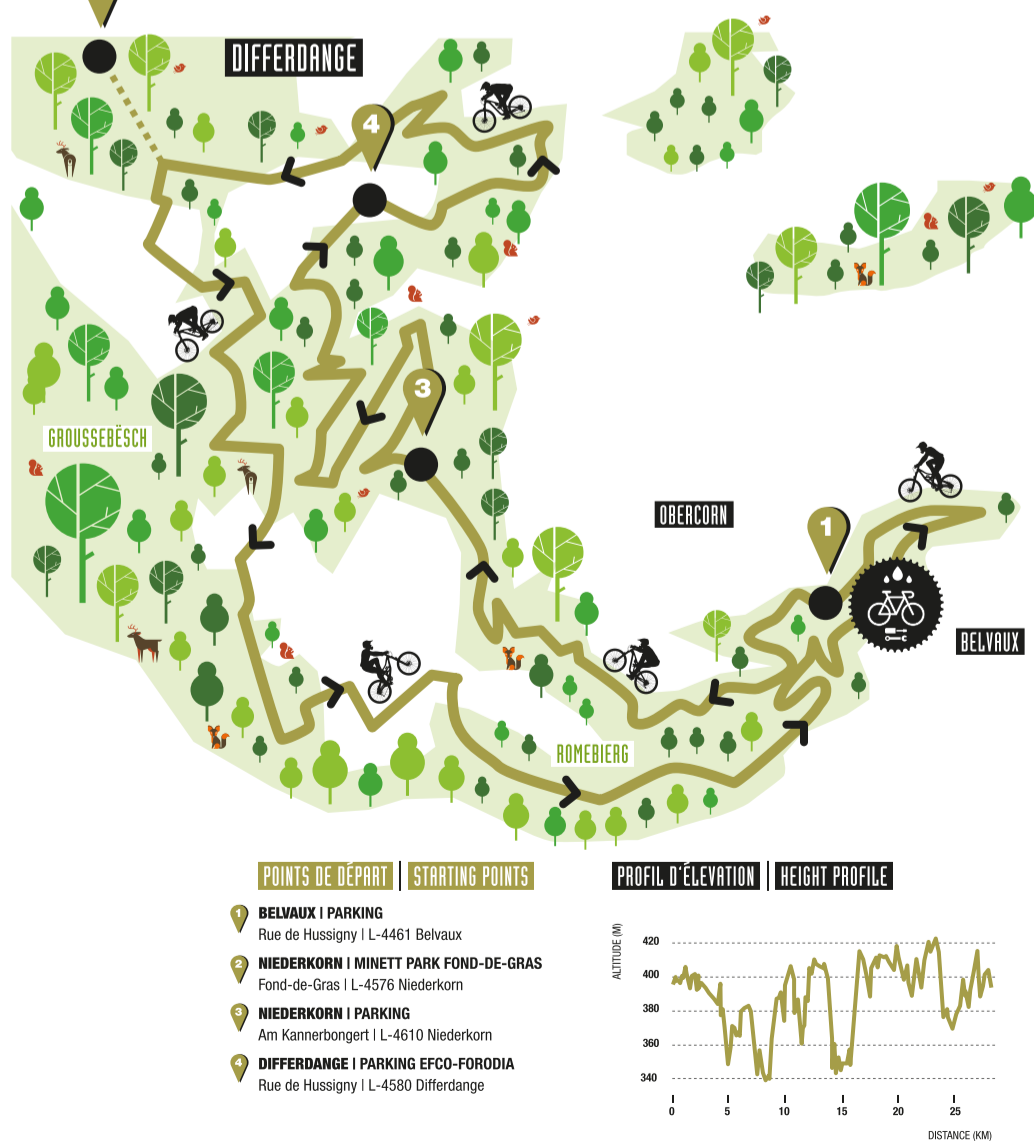 DIFFERDANGE
4
3
GROUSSEBËSCH
OBERCORN
1
BELVAUX
ROMEBIERG
POINTS DE DÉPART | STARTING POINTS
1 BELVAUX | PARKING
Rue de Hussigny | L-4461 Belvaux
2 NIEDERKORN | MINETT PARK FOND-DE-GRAS
Fond-de-Gras | L-4576 Niederkorn
3 NIEDERKORN | PARKING
Am Kannerbongert | L-4610 Niederkorn
4 DIFFERDANGE | PARKING EFCO-FORODIA
Rue de Hussigny | L-4580 Differdange
PROFIL D'ÉLEVATION | HEIGHT PROFILE
ALTITUDE (M)
420
400
380
360
340
0 5 10 15 20 25
DISTANCE (KM)